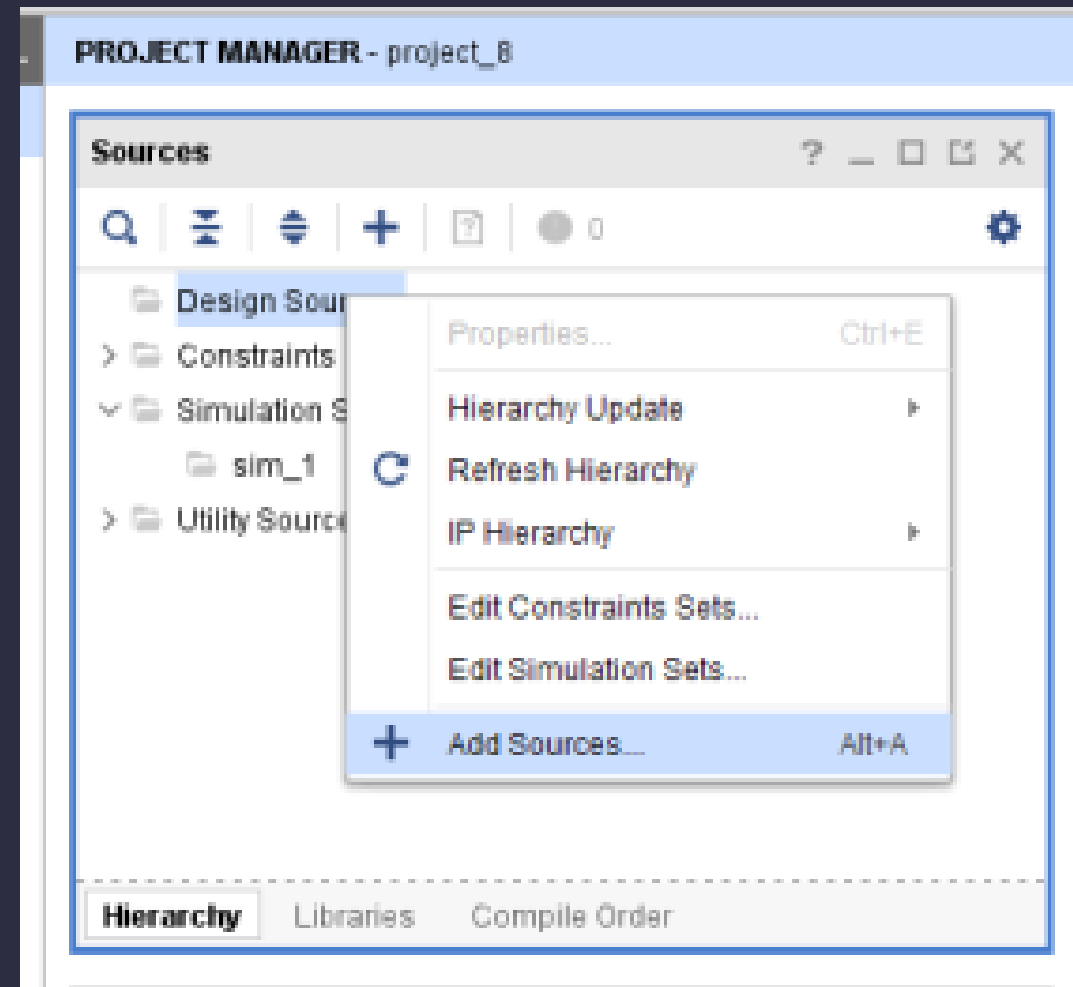 PROJECT MANAGER - project_8
Sources
0
Design Sour
Properties... Ctrl+E
Constraints
Hierarchy Update
Simulation S
sim_1
Refresh Hierarchy
Utility Source
IP Hierarchy
Edit Constraints Sets...
Edit Simulation Sets...
Add Sources... Alt+A
Hierarchy Libraries Compile Order